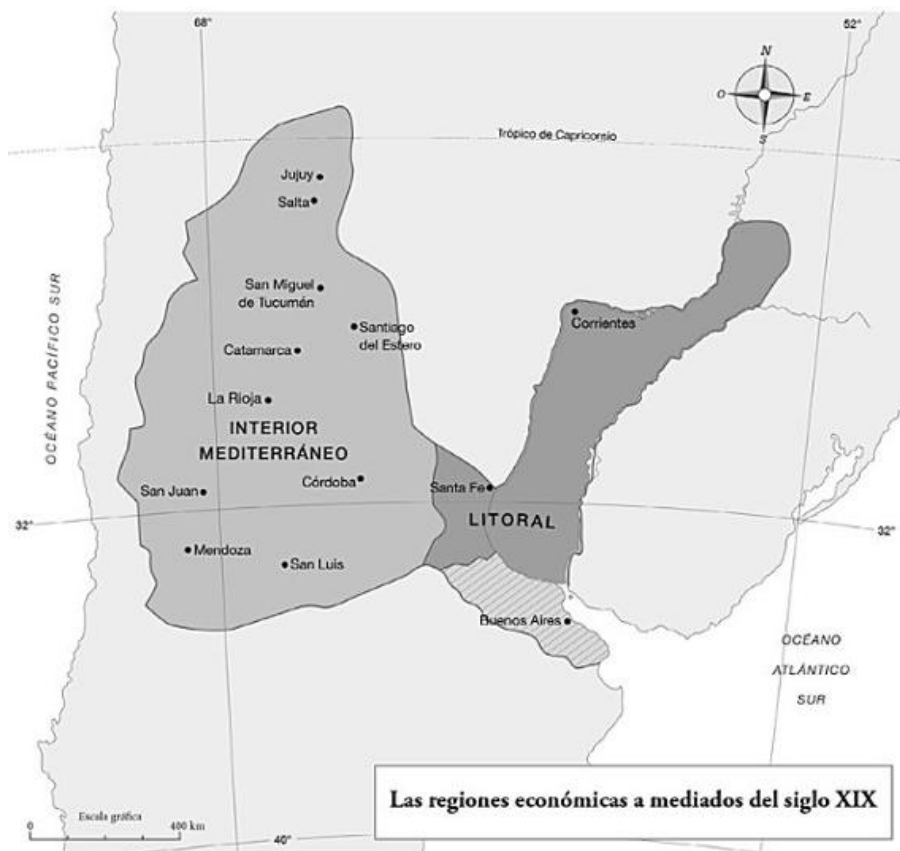 68°
52°
N
O
E
S
Trópico de Capricornio
Jujuy
Salta
San Miguel
de Tucumán
Santiago
del Estero
Corrientes
Catamarca
La Rioja
OCÉANO PACÍFICO SUR
INTERIOR
MEDITERRÁNEO
San Juan
Córdoba
Santa Fe
LITORAL
32°
32°
Mendoza
San Luis
Buenos Aires
OCÉANO
ATLÁNTICO
SUR
Las regiones económicas a mediados del siglo XIX
Escala gráfica
0
400 km
40°